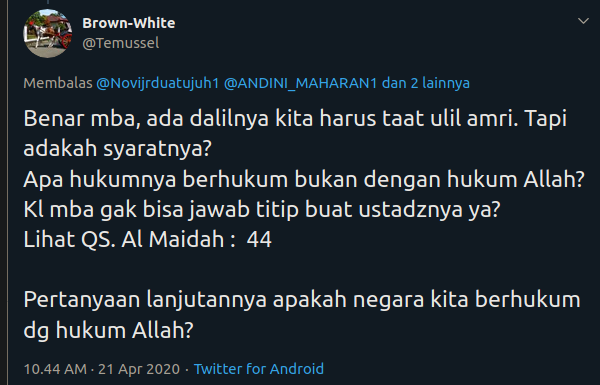 Brown-White
@Temussel
Membalas @Novijrduatujuh1 @ANDINI_MAHARAN1 dan 2 lainnya
Benar mba, ada dalilnya kita harus taat ulil amri. Tapi
adakah syaratnya?
Apa hukumnya berhukum bukan dengan hukum Allah?
Kl mba gak bisa jawab titip buat ustadznya ya?
Lihat QS. Al Maidah :  44

Pertanyaan lanjutannya apakah negara kita berhukum
dg hukum Allah?
10.44 AM · 21 Apr 2020 · Twitter for Android